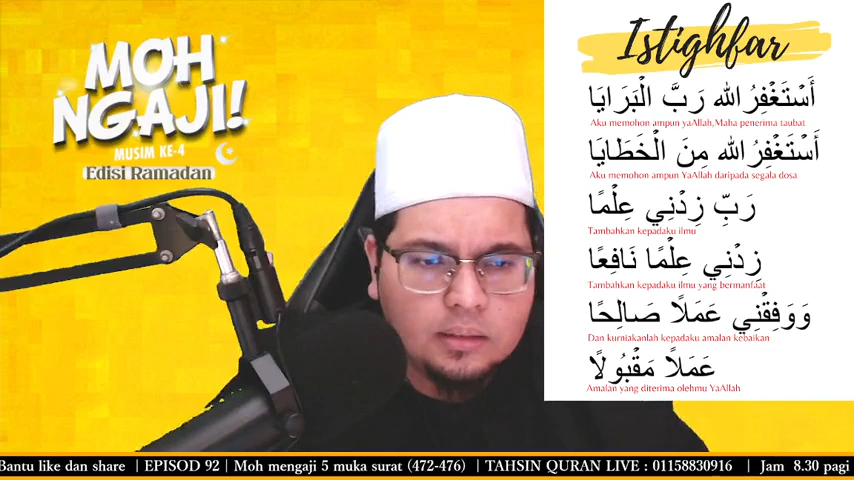 MOH
NGAJI!
MUSIM KE-4
Edisi Ramadan
Istighfar
أَسْتَغْفِرُالله رَبَّ الْبَرَايَا
Aku memohon ampun yaAllah,Maha penerima taubat
أَسْتَغْفِرُالله مِنَ الْخَطَايَا
Aku memohon ampun YaAllah daripada segala dosa
رَبِّ زِدْنِي عِلْمًا
Tambahkan kepadaku ilmu
زِدْنِي عِلْمًا نَافِعًا
Tambahkan kepadaku ilmu yang bermanfaat
وَوَفِقْنِي عَمَلًا صَالِحًا
Dan kurniakanlah kepadaku amalan kebaikan
عَمَلًا مَقْبُولًا
Amalan yang diterima olehmu YaAllah
Bantu like dan share | EPISOD 92 | Moh mengaji 5 muka surat (472-476) | TAHSIN QURAN LIVE : 01158830916 | Jam 8.30 pagi